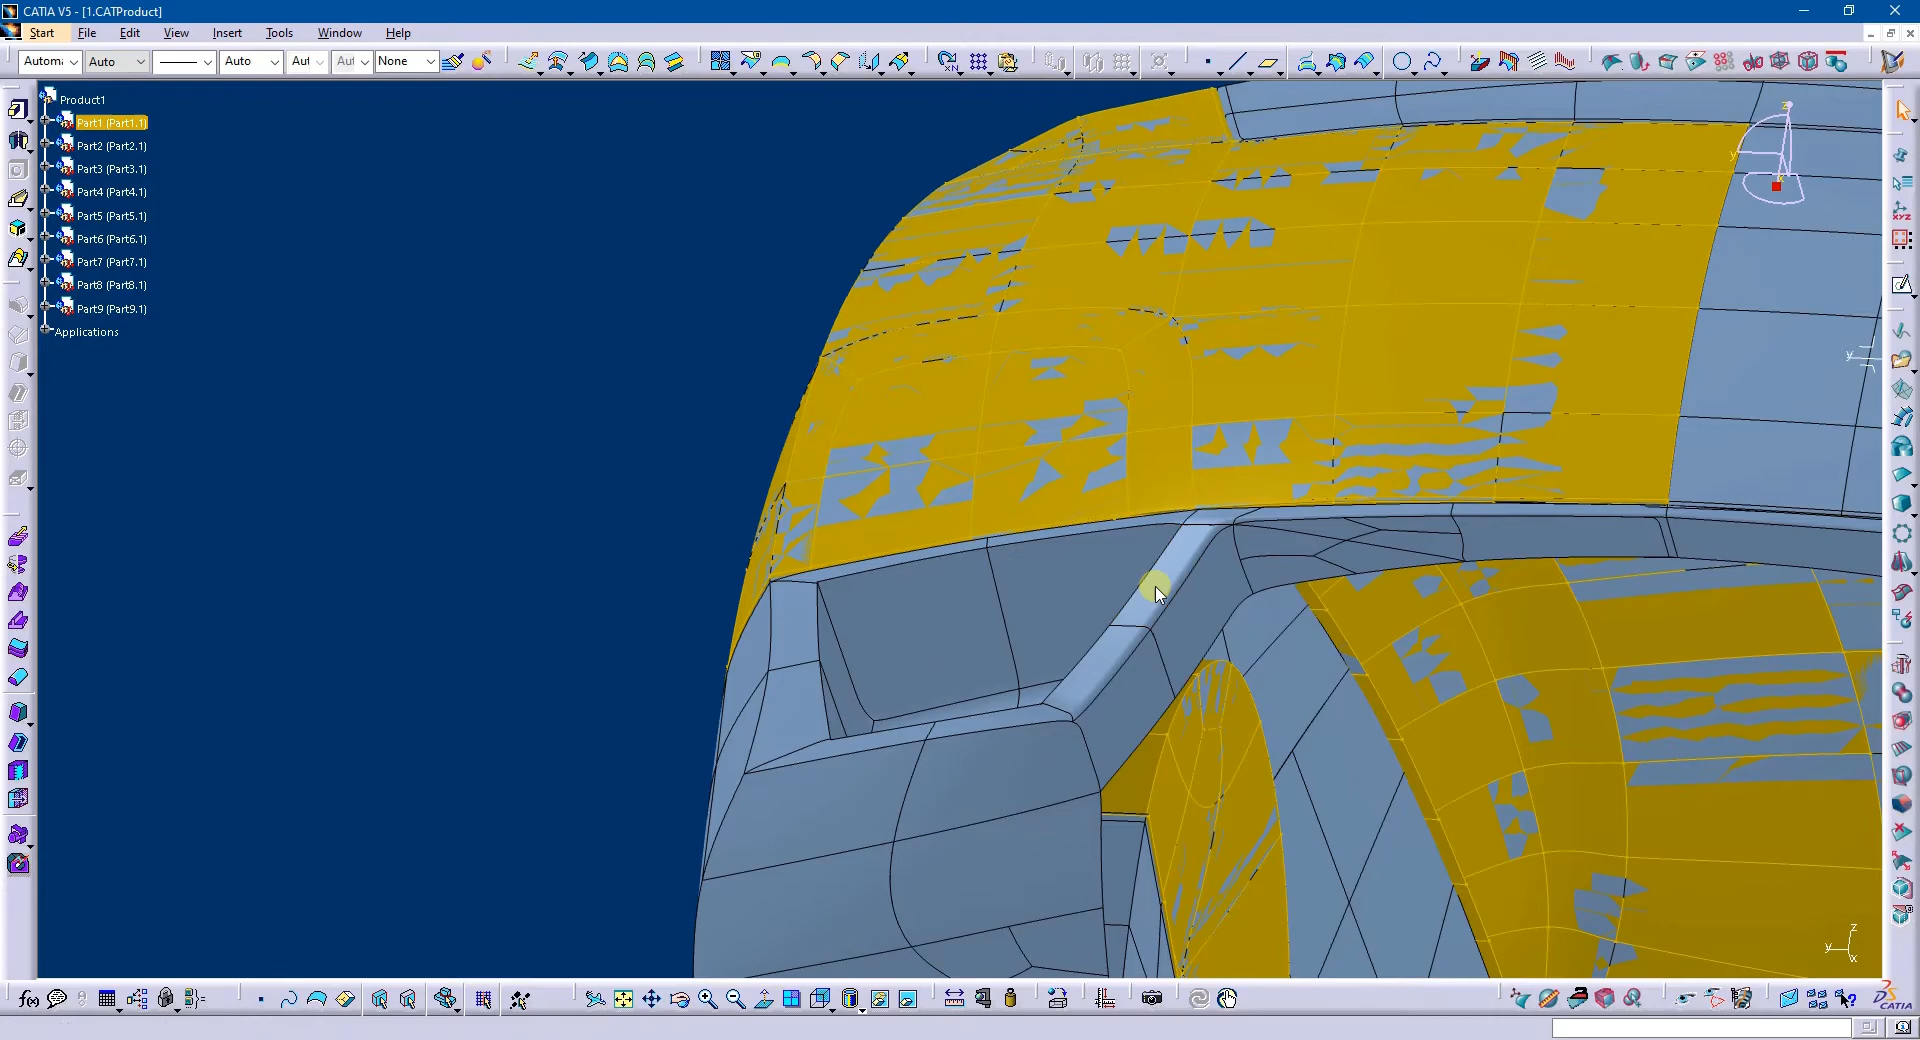 CATIA V5 - [1.CATProduct]
Start File Edit View Insert Tools Window Help
Auto Auto Aut Aut None
Product1
Part1 (Part1.1)
Part2 (Part2.1)
Part3 (Part3.1)
Part4 (Part4.1)
Part5 (Part5.1)
Part6 (Part6.1)
Part7 (Part7.1)
Part8 (Part8.1)
Part9 (Part9.1)
Applications
z
y
x
y
z
y
x
f(x)
CATIA